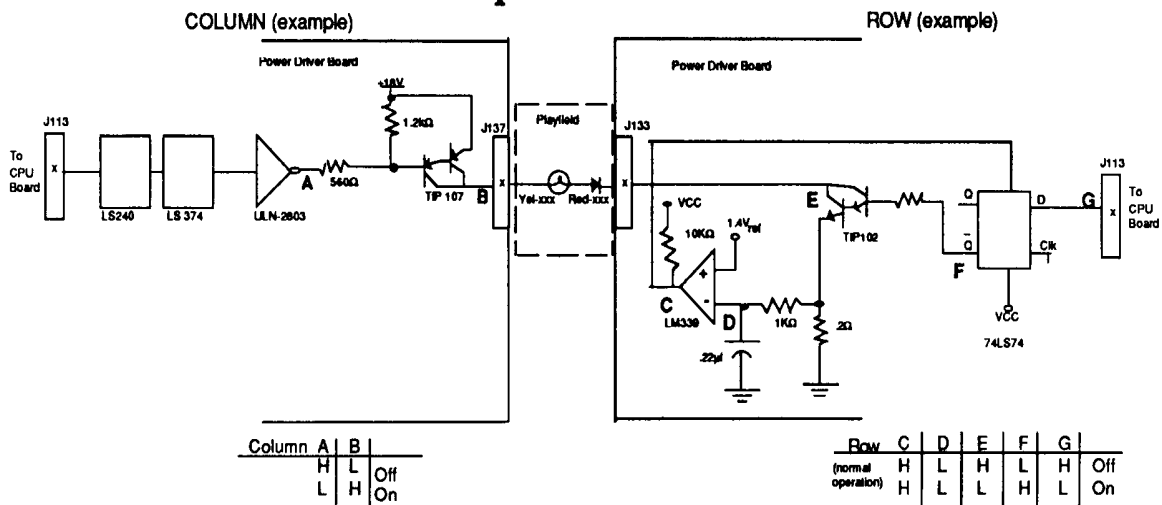 COLUMN (example)
ROW (example)
Power Driver Board
Power Driver Board
+18V
1.2kΩ
J113
J137
Playfield
J133
J113
To
CPU
Board
x
LS240
LS 374
ULN-2803
A
560Ω
TIP 107
B
x
Yel-xxx
Red-xxx
x
E
TIP102
Q
D
G
x
To
CPU
Board
Q
Clk
F
VCC
74LS74
VCC
10KΩ
1.4Vref
+
-
C
LM339
D
1KΩ
.2Ω
.22µf
Column A B
H L Off
L H On
Row C D E F G
(normal operation)
H L H L H Off
H L L H L On